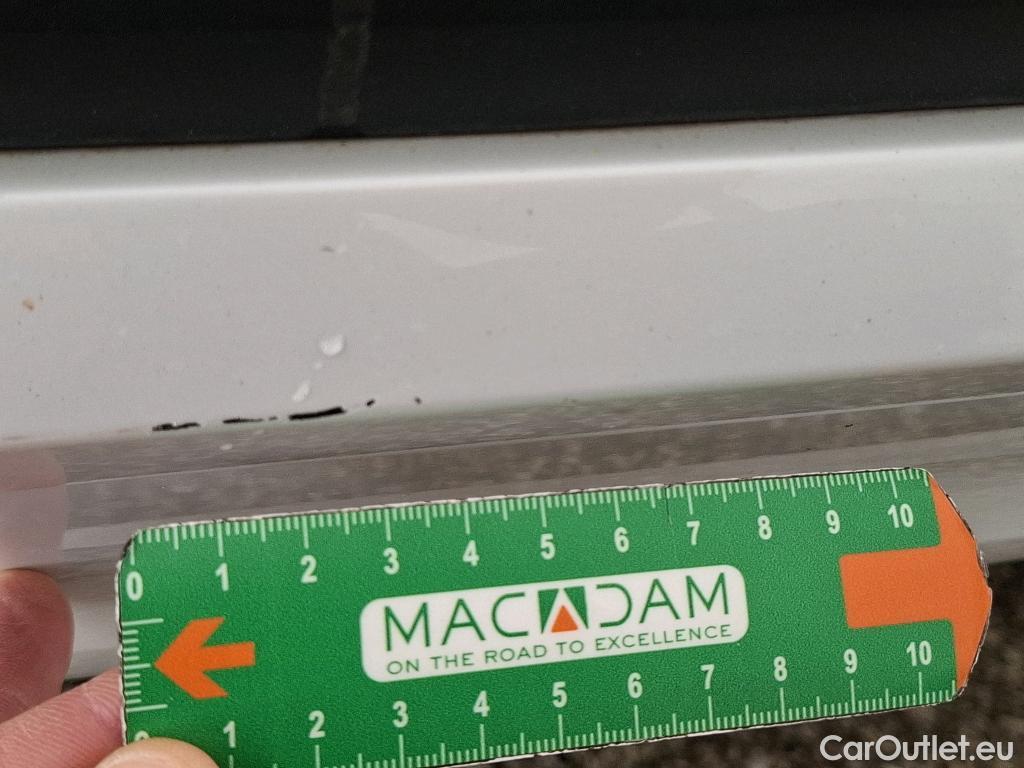 0 1 2 3 4 5 6 7 8 9 10
MACADAM
ON THE ROAD TO EXCELLENCE
0 1 2 3 4 5 6 7 8 9 10
CarOutlet.eu